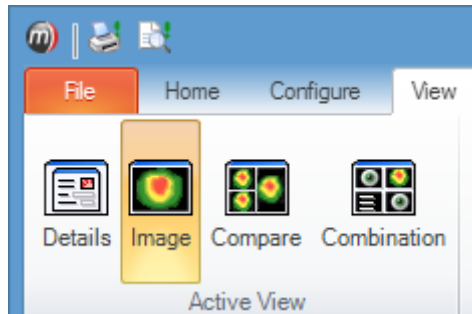 m
File Home Configure View
Details Image Compare Combination
Active View